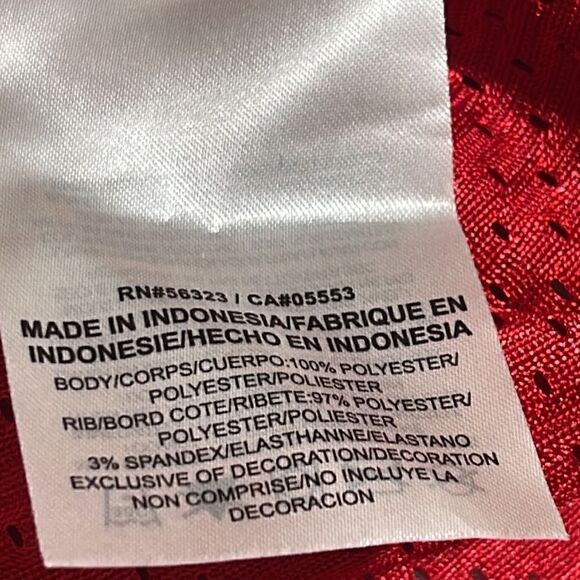 RN#56323 / CA#05553
MADE IN INDONESIA/FABRIQUE EN
INDONESIE/HECHO EN INDONESIA
BODY/CORPS/CUERPO:100% POLYESTER/
POLYESTER/POLIESTER
RIB/BORD COTE/RIBETE:97% POLYESTER/
POLYESTER/POLIESTER
3% SPANDEX/ELASTHANNE/ELASTANO
EXCLUSIVE OF DECORATION/DECORATION
NON COMPRISE/NO INCLUYE LA
DECORACION